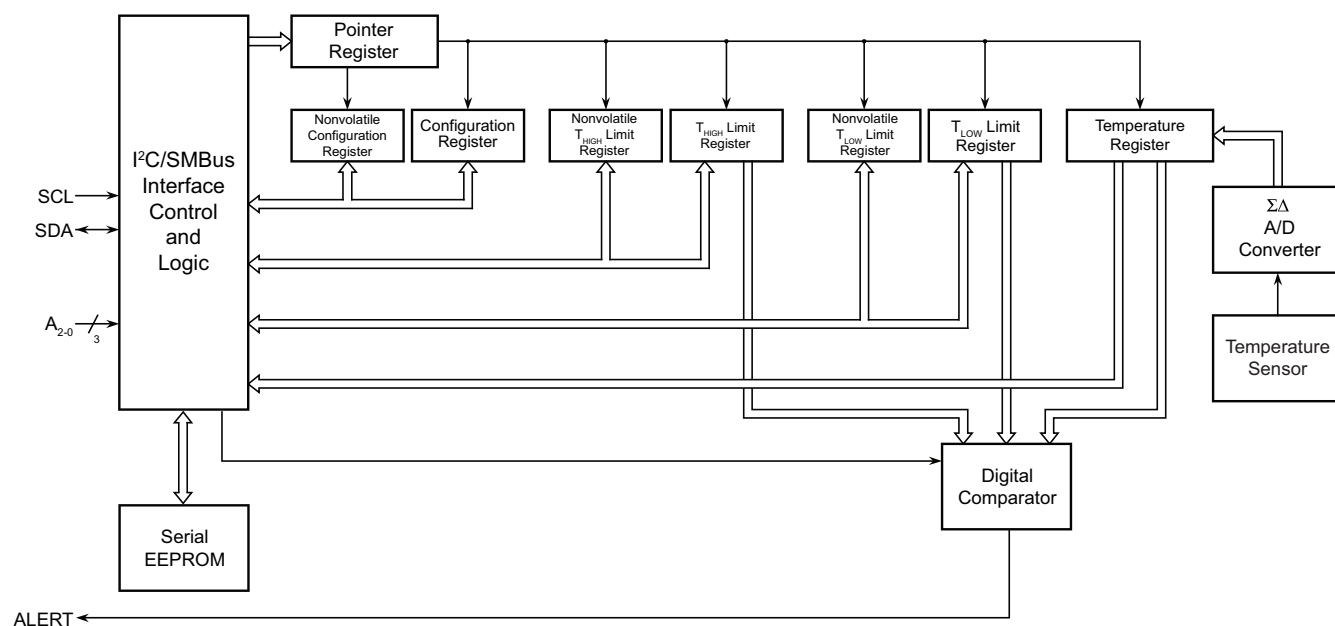 Pointer
Register
Nonvolatile
Configuration
Register
Configuration
Register
Nonvolatile
T_HIGH Limit
Register
T_HIGH Limit
Register
Nonvolatile
T_LOW Limit
Register
T_LOW Limit
Register
Temperature
Register
I²C/SMBus
Interface
Control
and
Logic
SCL
SDA
A₂₋₀
3
ΣΔ
A/D
Converter
Temperature
Sensor
Digital
Comparator
Serial
EEPROM
ALERT